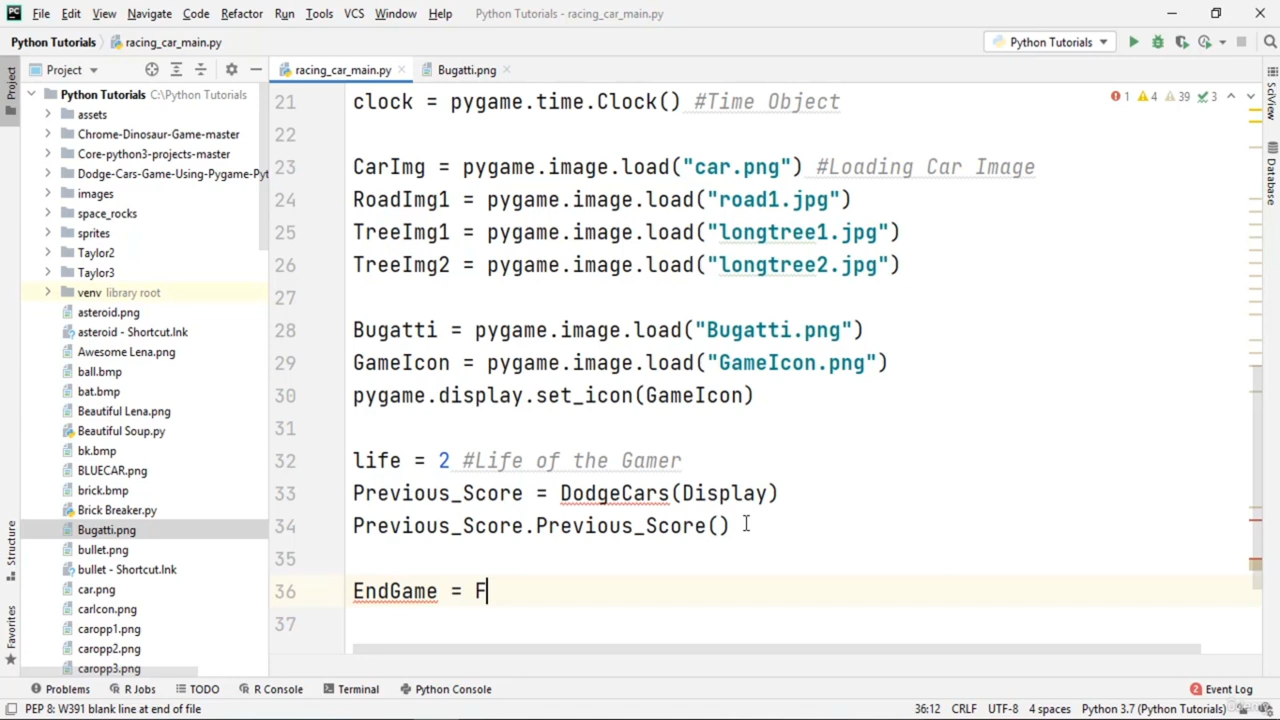 PC File Edit View Navigate Code Refactor Run Tools VCS Window Help Python Tutorials - racing_car_main.py
Python Tutorials racing_car_main.py Python Tutorials
Project racing_car_main.py Bugatti.png
Python Tutorials C:\Python Tutorials
assets
Chrome-Dinosaur-Game-master
Core-python3-projects-master
Dodge-Cars-Game-Using-Pygame-Pyt
images
space_rocks
sprites
Taylor2
Taylor3
venv library root
asteroid.png
asteroid - Shortcut.lnk
Awesome Lena.png
ball.bmp
bat.bmp
Beautiful Lena.png
Beautiful Soup.py
bk.bmp
BLUECAR.png
brick.bmp
Brick Breaker.py
Bugatti.png
bullet.png
bullet - Shortcut.lnk
car.png
carIcon.png
caropp1.png
caropp2.png
caropp3.png
Project
Structure
Favorites
1 4 39 3
21 clock = pygame.time.Clock() #Time Object
22
23 CarImg = pygame.image.load("car.png") #Loading Car Image
24 RoadImg1 = pygame.image.load("road1.jpg")
25 TreeImg1 = pygame.image.load("longtree1.jpg")
26 TreeImg2 = pygame.image.load("longtree2.jpg")
27
28 Bugatti = pygame.image.load("Bugatti.png")
29 GameIcon = pygame.image.load("GameIcon.png")
30 pygame.display.set_icon(GameIcon)
31
32 life = 2 #Life of the Gamer
33 Previous_Score = DodgeCars(Display)
34 Previous_Score.Previous_Score()
35
36 EndGame = F
37
SciView
Database
Problems R Jobs TODO R Console Terminal Python Console 2 Event Log
PEP 8: W391 blank line at end of file 36:12 CRLF UTF-8 4 spaces Python 3.7 (Python Tutorials)